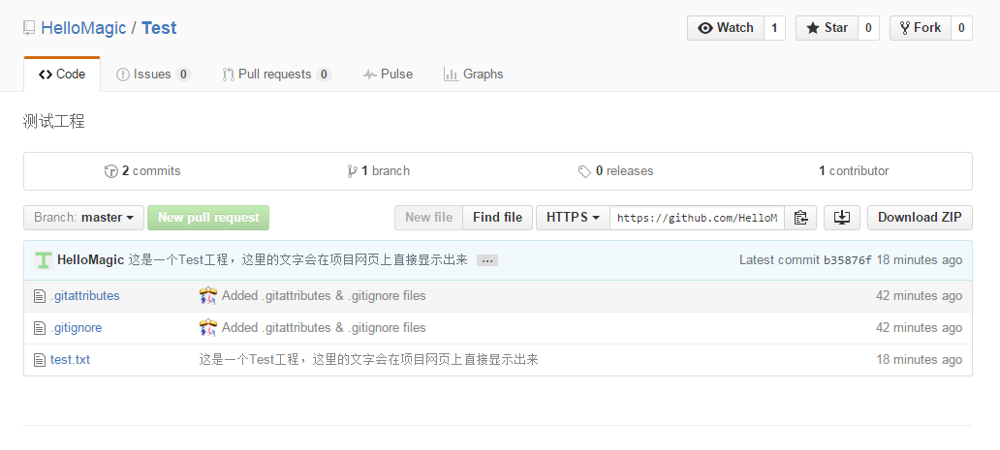 HelloMagic / Test Watch 1 Star 0 Fork 0
Code Issues 0 Pull requests 0 Pulse Graphs
测试工程
2 commits 1 branch 0 releases 1 contributor
Branch: master New pull request New file Find file HTTPS https://github.com/HelloM Download ZIP
HelloMagic 这是一个Test工程，这里的文字会在项目网页上直接显示出来 … Latest commit b35876f 18 minutes ago
.gitattributes Added .gitattributes & .gitignore files 42 minutes ago
.gitignore Added .gitattributes & .gitignore files 42 minutes ago
test.txt 这是一个Test工程，这里的文字会在项目网页上直接显示出来 18 minutes ago